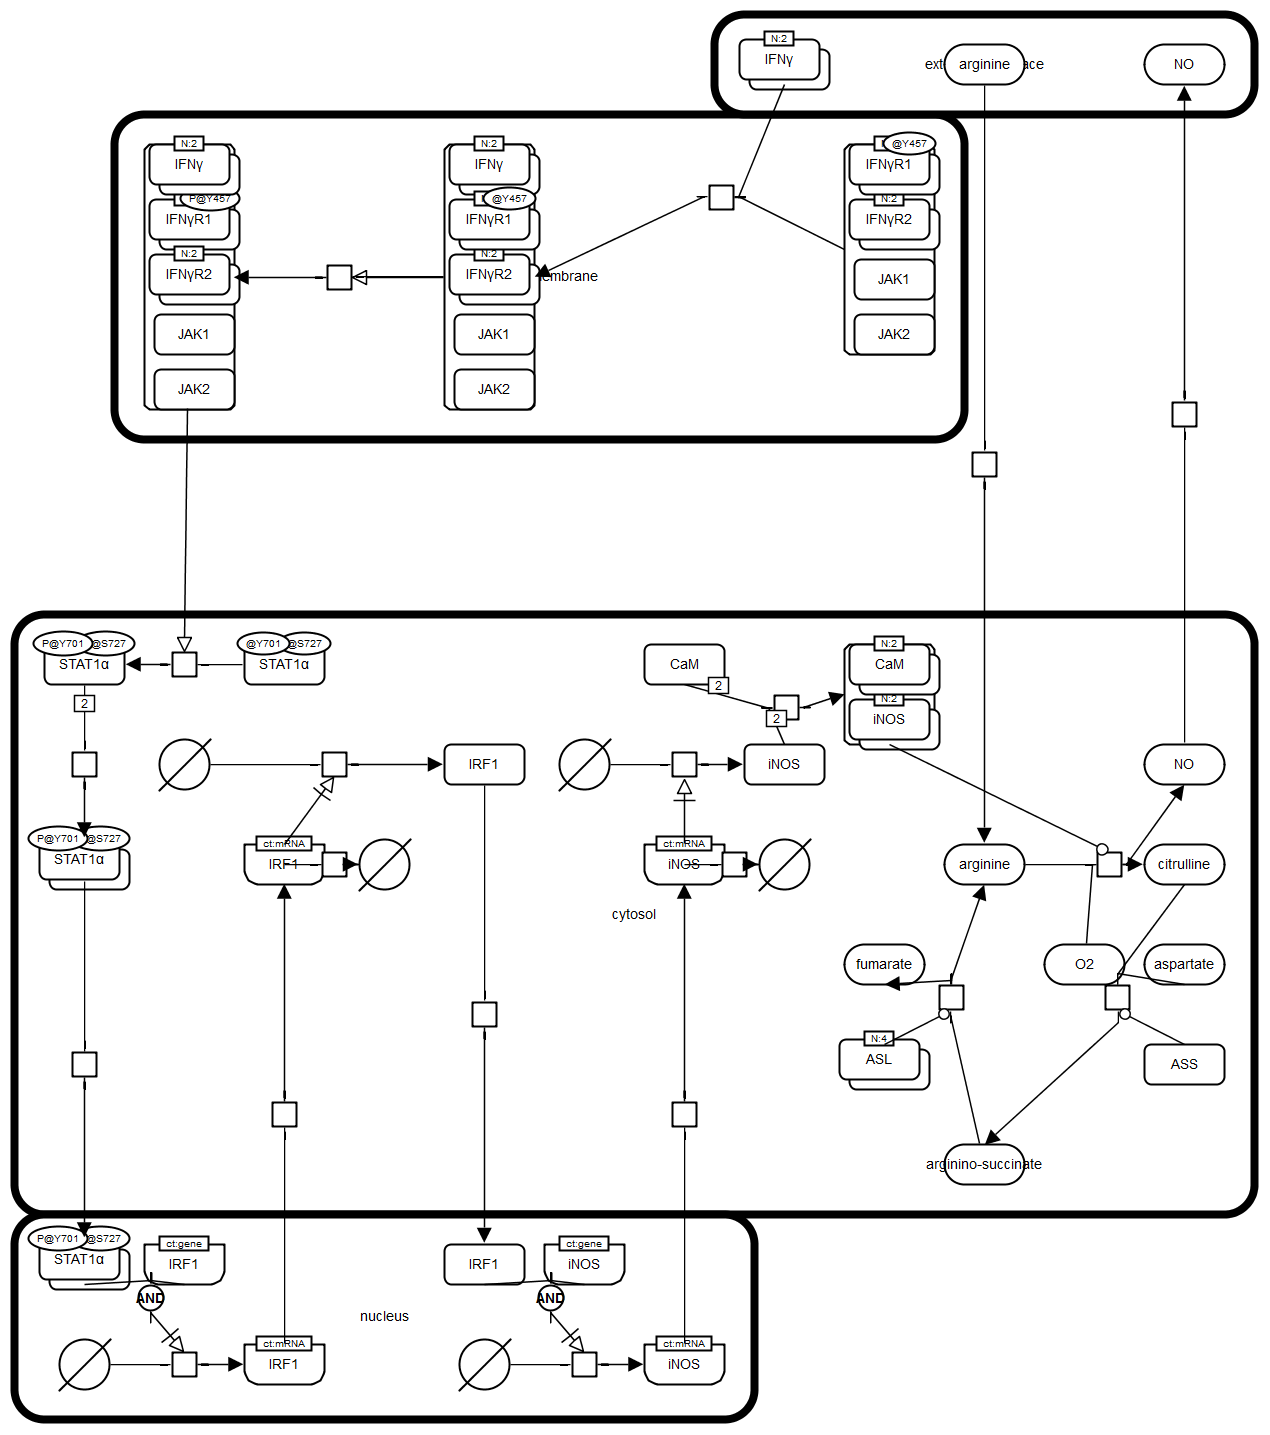 N:2
IFNγ
arginine
NO
N:2
IFNγ
P@Y457
IFNγR1
N:2
IFNγR2
JAK1
JAK2
N:2
IFNγ
@Y457
IFNγR1
N:2
IFNγR2
JAK1
JAK2
@Y457
IFNγR1
N:2
IFNγR2
JAK1
JAK2
P@Y701
@S727
STAT1α
2
@Y701
@S727
STAT1α
CaM
2
2
N:2
CaM
N:2
iNOS
IRF1
iNOS
NO
P@Y701
@S727
STAT1α
ct:mRNA
IRF1
ct:mRNA
iNOS
arginine
citrulline
cytosol
fumarate
O2
aspartate
N:4
ASL
ASS
arginino-succinate
P@Y701
@S727
STAT1α
ct:gene
IRF1
IRF1
ct:gene
iNOS
AND
AND
nucleus
ct:mRNA
IRF1
ct:mRNA
iNOS